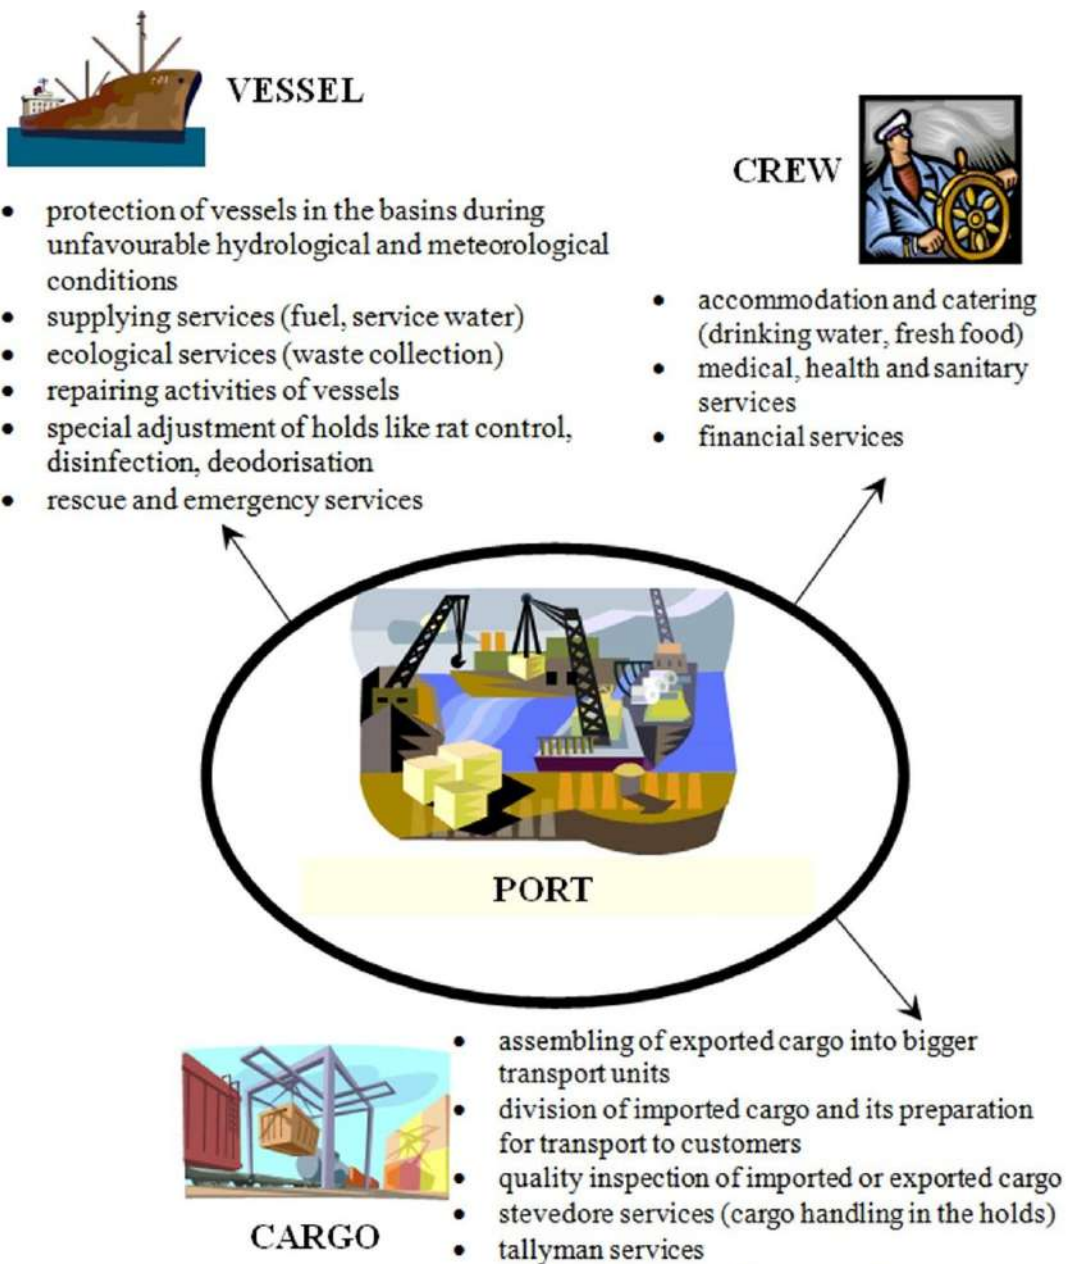 VESSEL
• protection of vessels in the basins during
unfavourable hydrological and meteorological
conditions
• supplying services (fuel, service water)
• ecological services (waste collection)
• repairing activities of vessels
• special adjustment of holds like rat control,
disinfection, deodorisation
• rescue and emergency services
CREW
• accommodation and catering
(drinking water, fresh food)
• medical, health and sanitary
services
• financial services
PORT
CARGO
• assembling of exported cargo into bigger
transport units
• division of imported cargo and its preparation
for transport to customers
• quality inspection of imported or exported cargo
• stevedore services (cargo handling in the holds)
• tallyman services